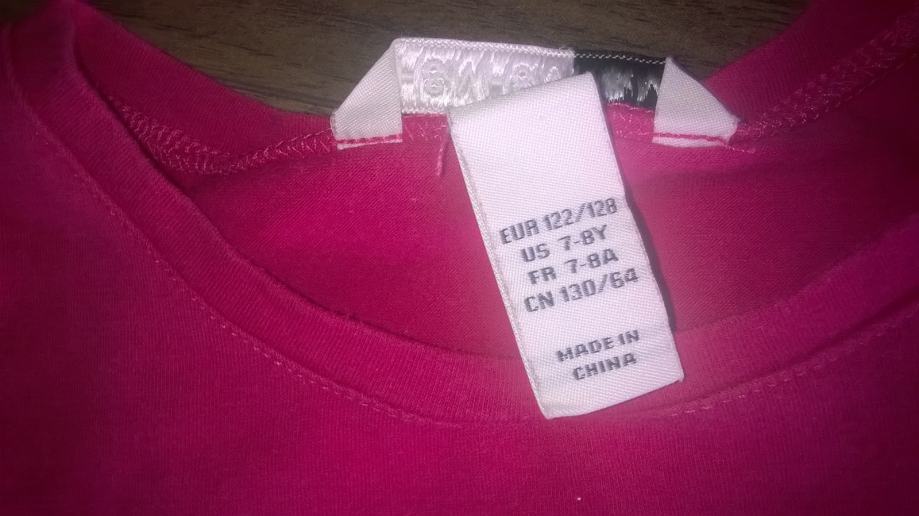 EUR 122/128
US 7-8Y
FR 7-8A
CN 130/64
MADE IN
CHINA